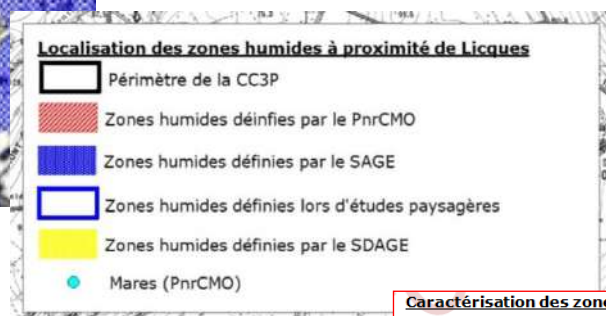 Localisation des zones humides à proximité de Licques
Périmètre de la CC3P
Zones humides déinfies par le PnrCMO
Zones humides définies par le SAGE
Zones humides définies lors d'études paysagères
Zones humides définies par le SDAGE
Mares (PnrCMO)
Caractérisation des zone